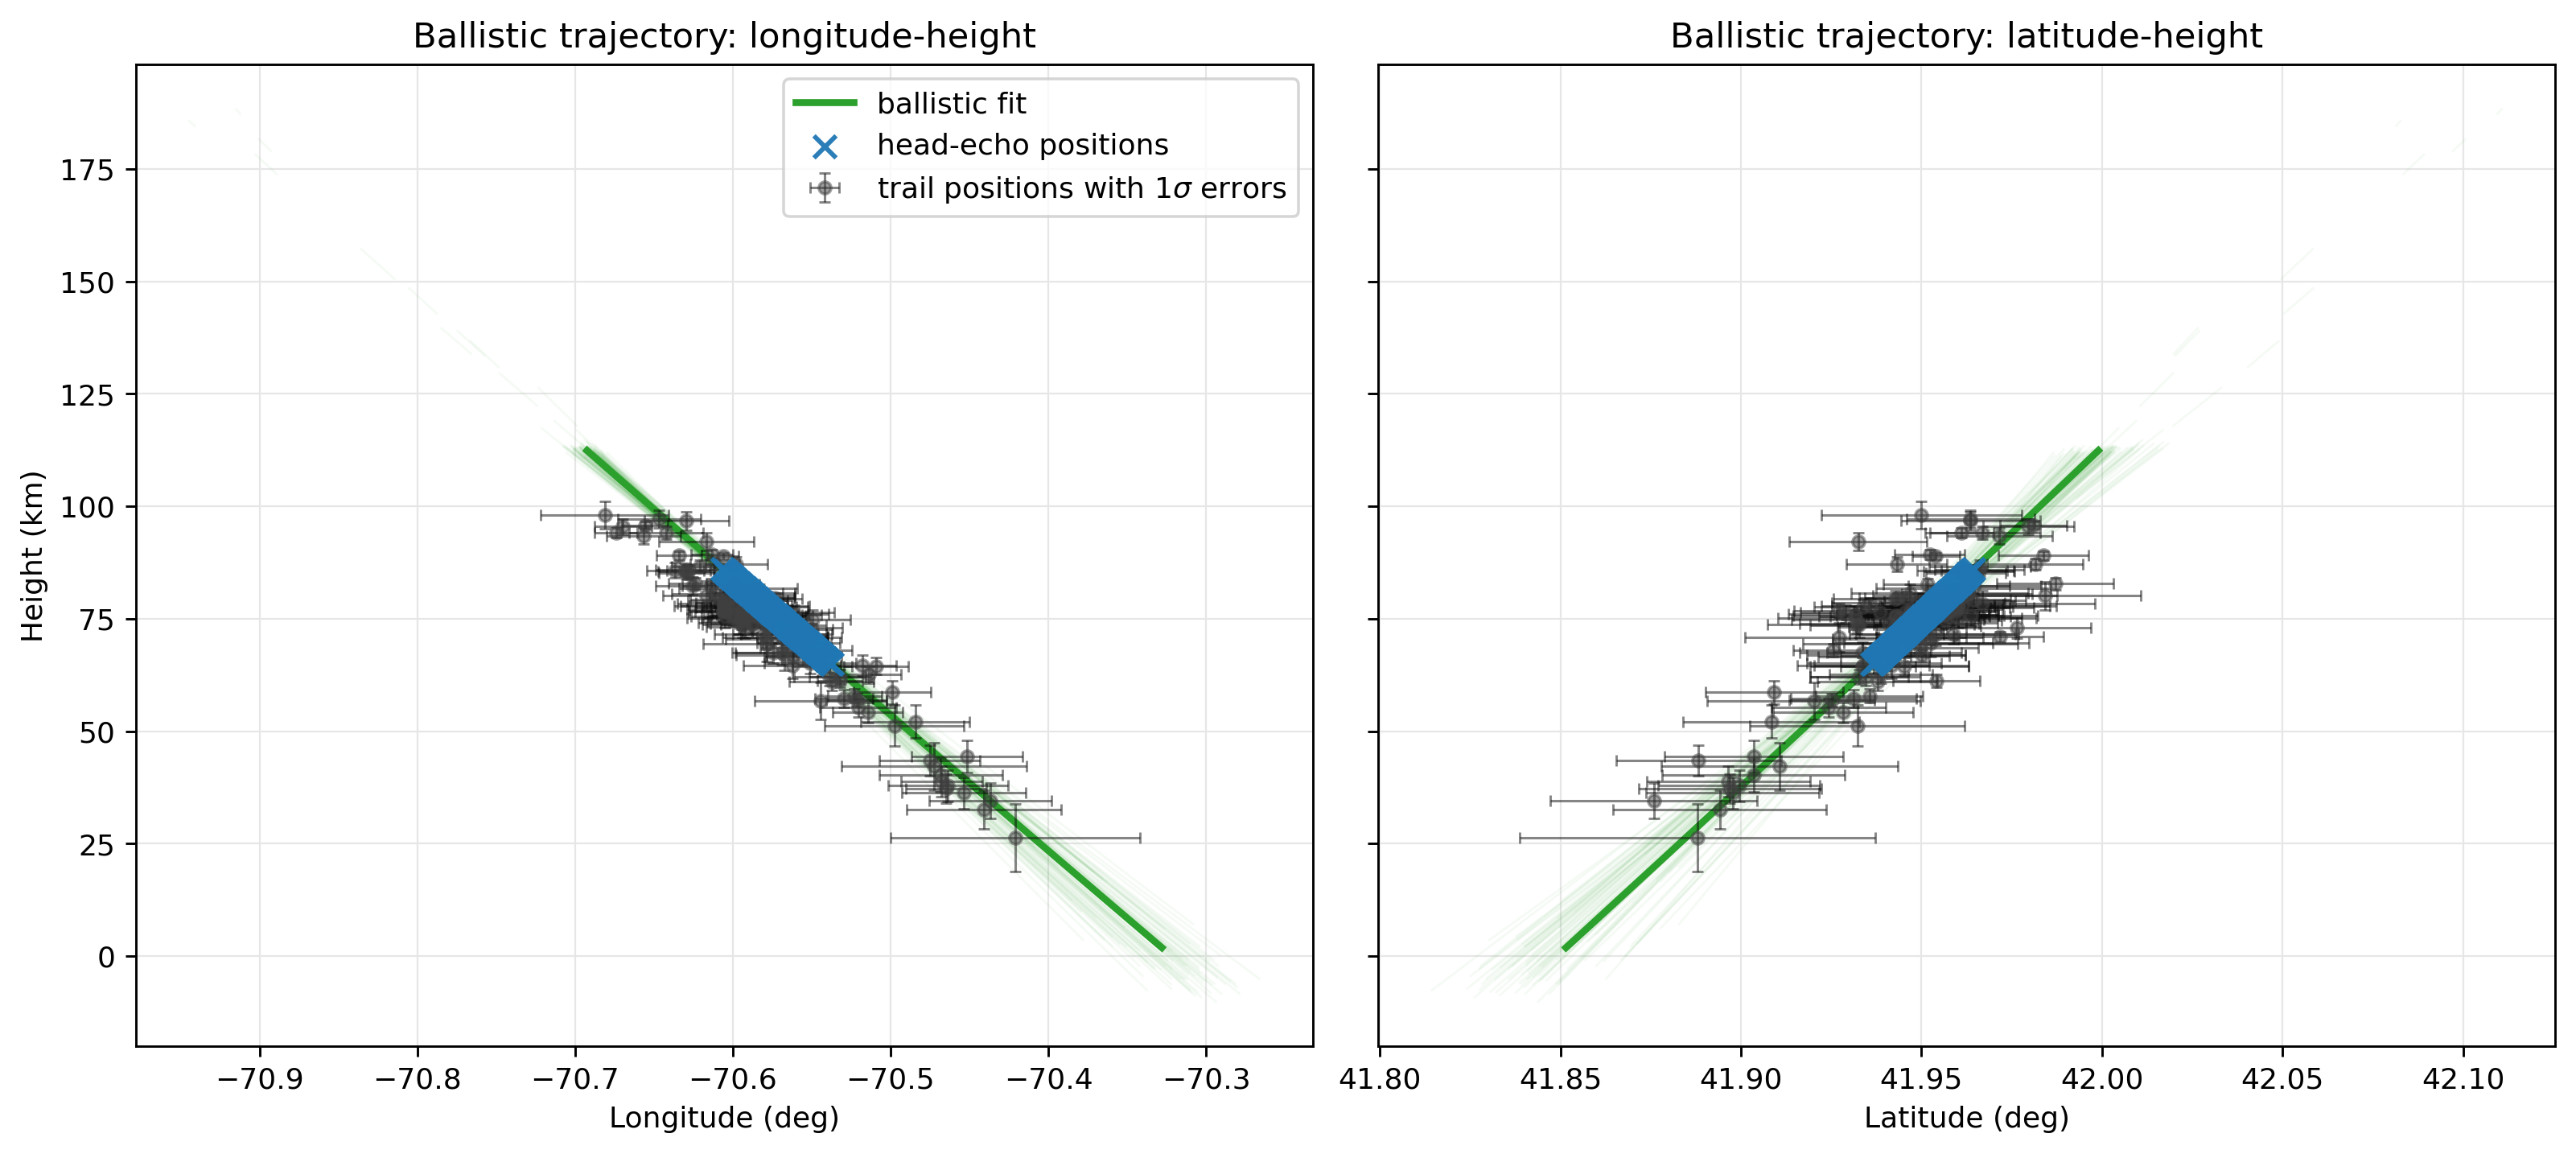 Ballistic trajectory: longitude-height
Ballistic trajectory: latitude-height
ballistic fit
head-echo positions
trail positions with 1σ errors
Height (km)
175
150
125
100
75
50
25
0
−70.9
−70.8
−70.7
−70.6
−70.5
−70.4
−70.3
Longitude (deg)
41.80
41.85
41.90
41.95
42.00
42.05
42.10
Latitude (deg)